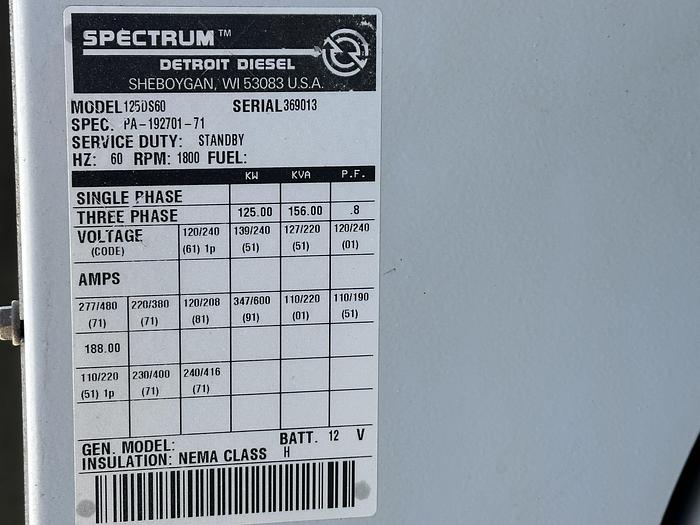 SPECTRUM™
DETROIT DIESEL
SHEBOYGAN, WI 53083 U.S.A.
MODEL 125DS60 SERIAL 369013
SPEC. PA-192701-71
SERVICE DUTY: STANDBY
HZ: 60 RPM: 1800 FUEL:
KW KVA P.F.
SINGLE PHASE
THREE PHASE 125.00 156.00 .8
VOLTAGE 120/240 139/240 127/220 120/240
(CODE) (61) 1p (51) (51) (01)
AMPS
277/480 220/380 120/208 347/600 110/220 110/190
(71) (71) (81) (91) (01) (51)
188.00
110/220 230/400 240/416
(51) 1p (71) (71)
GEN. MODEL: BATT. 12 V
INSULATION: NEMA CLASS H